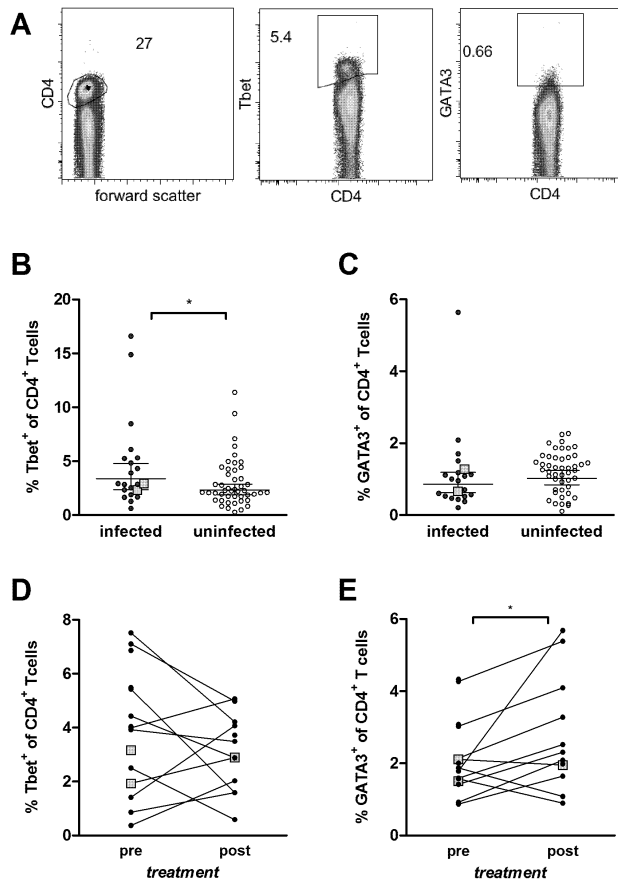 A
27
CD4
forward scatter
5.4
Tbet
CD4
0.66
GATA3
CD4
B
% Tbet+ of CD4+ Tcells
20
15
10
5
0
*
infected
uninfected
C
% GATA3+ of CD4+ Tcells
6
4
2
0
infected
uninfected
D
% Tbet+ of CD4+ Tcells
8
6
4
2
0
pre
post
treatment
E
% GATA3+ of CD4+ T cells
6
4
2
0
*
pre
post
treatment